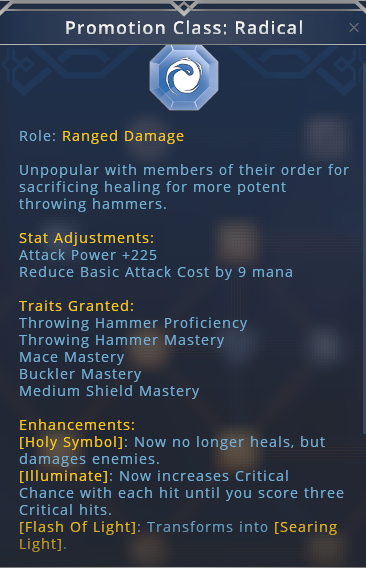 Promotion Class: Radical
Role: Ranged Damage
Unpopular with members of their order for
sacrificing healing for more potent
throwing hammers.
Stat Adjustments:
Attack Power +225
Reduce Basic Attack Cost by 9 mana
Traits Granted:
Throwing Hammer Proficiency
Throwing Hammer Mastery
Mace Mastery
Buckler Mastery
Medium Shield Mastery
Enhancements:
[Holy Symbol]: Now no longer heals, but
damages enemies.
[Illuminate]: Now increases Critical
Chance with each hit until you score three
Critical hits.
[Flash Of Light]: Transforms into [Searing
Light].